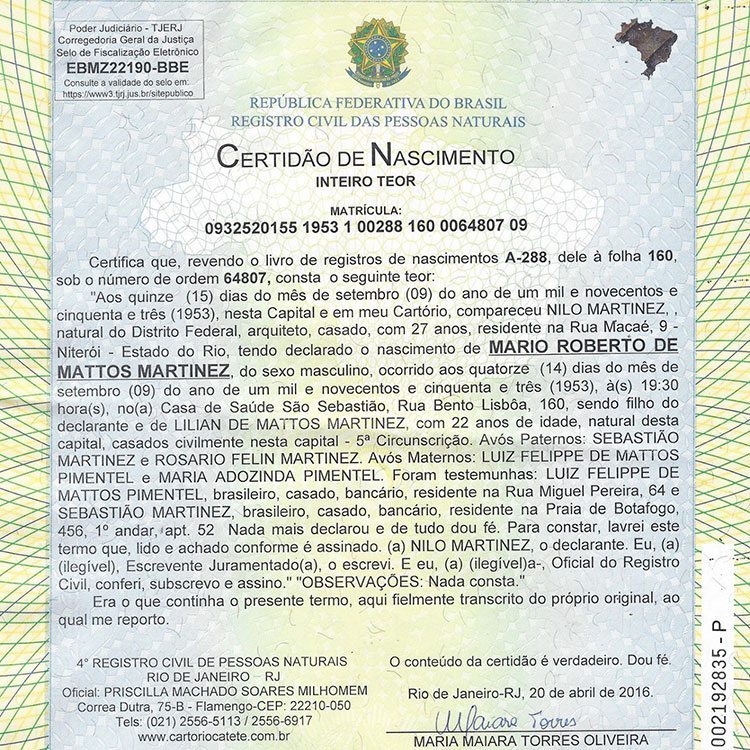 Poder Judiciário - TJERJ
Corregedoria Geral da Justiça
Selo de Fiscalização Eletrônico
EBMZ22190-BBE
Consulte a validade do selo em:
https://www3.tjrj.jus.br/sitepublico
REPÚBLICA FEDERATIVA DO BRASIL
REGISTRO CIVIL DAS PESSOAS NATURAIS
CERTIDÃO DE NASCIMENTO
INTEIRO TEOR
MATRÍCULA:
0932520155 1953 1 00288 160 0064807 09
Certifica que, revendo o livro de registros de nascimentos A-288, dele à folha 160,
sob o número de ordem 64807, consta o seguinte teor:
"Aos quinze (15) dias do mês de setembro (09) do ano de um mil e novecentos e
cinquenta e três (1953), nesta Capital e em meu Cartório, compareceu NILO MARTINEZ, ,
natural do Distrito Federal, arquiteto, casado, com 27 anos, residente na Rua Macaé, 9 -
Niterói - Estado do Rio, tendo declarado o nascimento de MARIO ROBERTO DE
MATTOS MARTINEZ, do sexo masculino, ocorrido aos quatorze (14) dias do mês de
setembro (09) do ano de um mil e novecentos e cinquenta e três (1953), à(s) 19:30
hora(s), no(a) Casa de Saúde São Sebastião, Rua Bento Lisbôa, 160, sendo filho do
declarante e de LILIAN DE MATTOS MARTINEZ, com 22 anos de idade, natural desta
capital, casados civilmente nesta capital - 5ª Circunscrição. Avós Paternos: SEBASTIÃO
MARTINEZ e ROSARIO FELIN MARTINEZ. Avós Maternos: LUIZ FELIPPE DE MATTOS
PIMENTEL e MARIA ADOZINDA PIMENTEL. Foram testemunhas: LUIZ FELIPPE DE
MATTOS PIMENTEL, brasileiro, casado, bancário, residente na Rua Miguel Pereira, 64 e
SEBASTIÃO MARTINEZ, brasileiro, casado, bancário, residente na Praia de Botafogo,
456, 1º andar, apt. 52 Nada mais declarou e de tudo dou fé. Para constar, lavrei este
termo que, lido e achado conforme é assinado. (a) NILO MARTINEZ, o declarante. Eu, (a)
(ilegível), Escrevente Juramentado(a), o escrevi. E eu, (a) (ilegível)a-, Oficial do Registro
Civil, conferi, subscrevo e assino." "OBSERVAÇÕES: Nada consta."
Era o que continha o presente termo, aqui fielmente transcrito do próprio original, ao
qual me reporto.
4º REGISTRO CIVIL DE PESSOAS NATURAIS
RIO DE JANEIRO – RJ
Oficial: PRISCILLA MACHADO SOARES MILHOMEM
Correa Dutra, 75-B - Flamengo-CEP: 22210-050
Tels: (021) 2556-5113 / 2556-6917
www.cartoriocatete.com.br
O conteúdo da certidão é verdadeiro. Dou fé.
Rio de Janeiro-RJ, 20 de abril de 2016.
Maiara Torres
MARIA MAIARA TORRES OLIVEIRA
002192835 - P